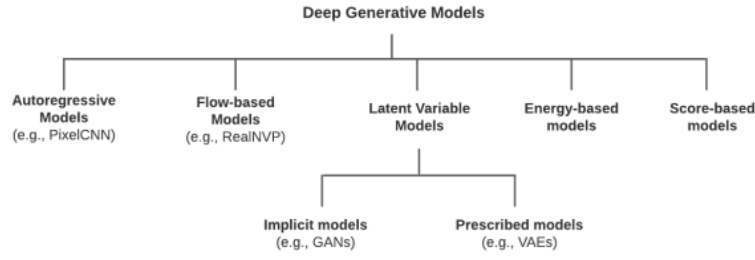 Deep Generative Models
Autoregressive
Models
(e.g., PixelCNN)
Flow-based
Models
(e.g., RealNVP)
Latent Variable
Models
Energy-based
models
Score-based
models
Implicit models
(e.g., GANs)
Prescribed models
(e.g., VAEs)